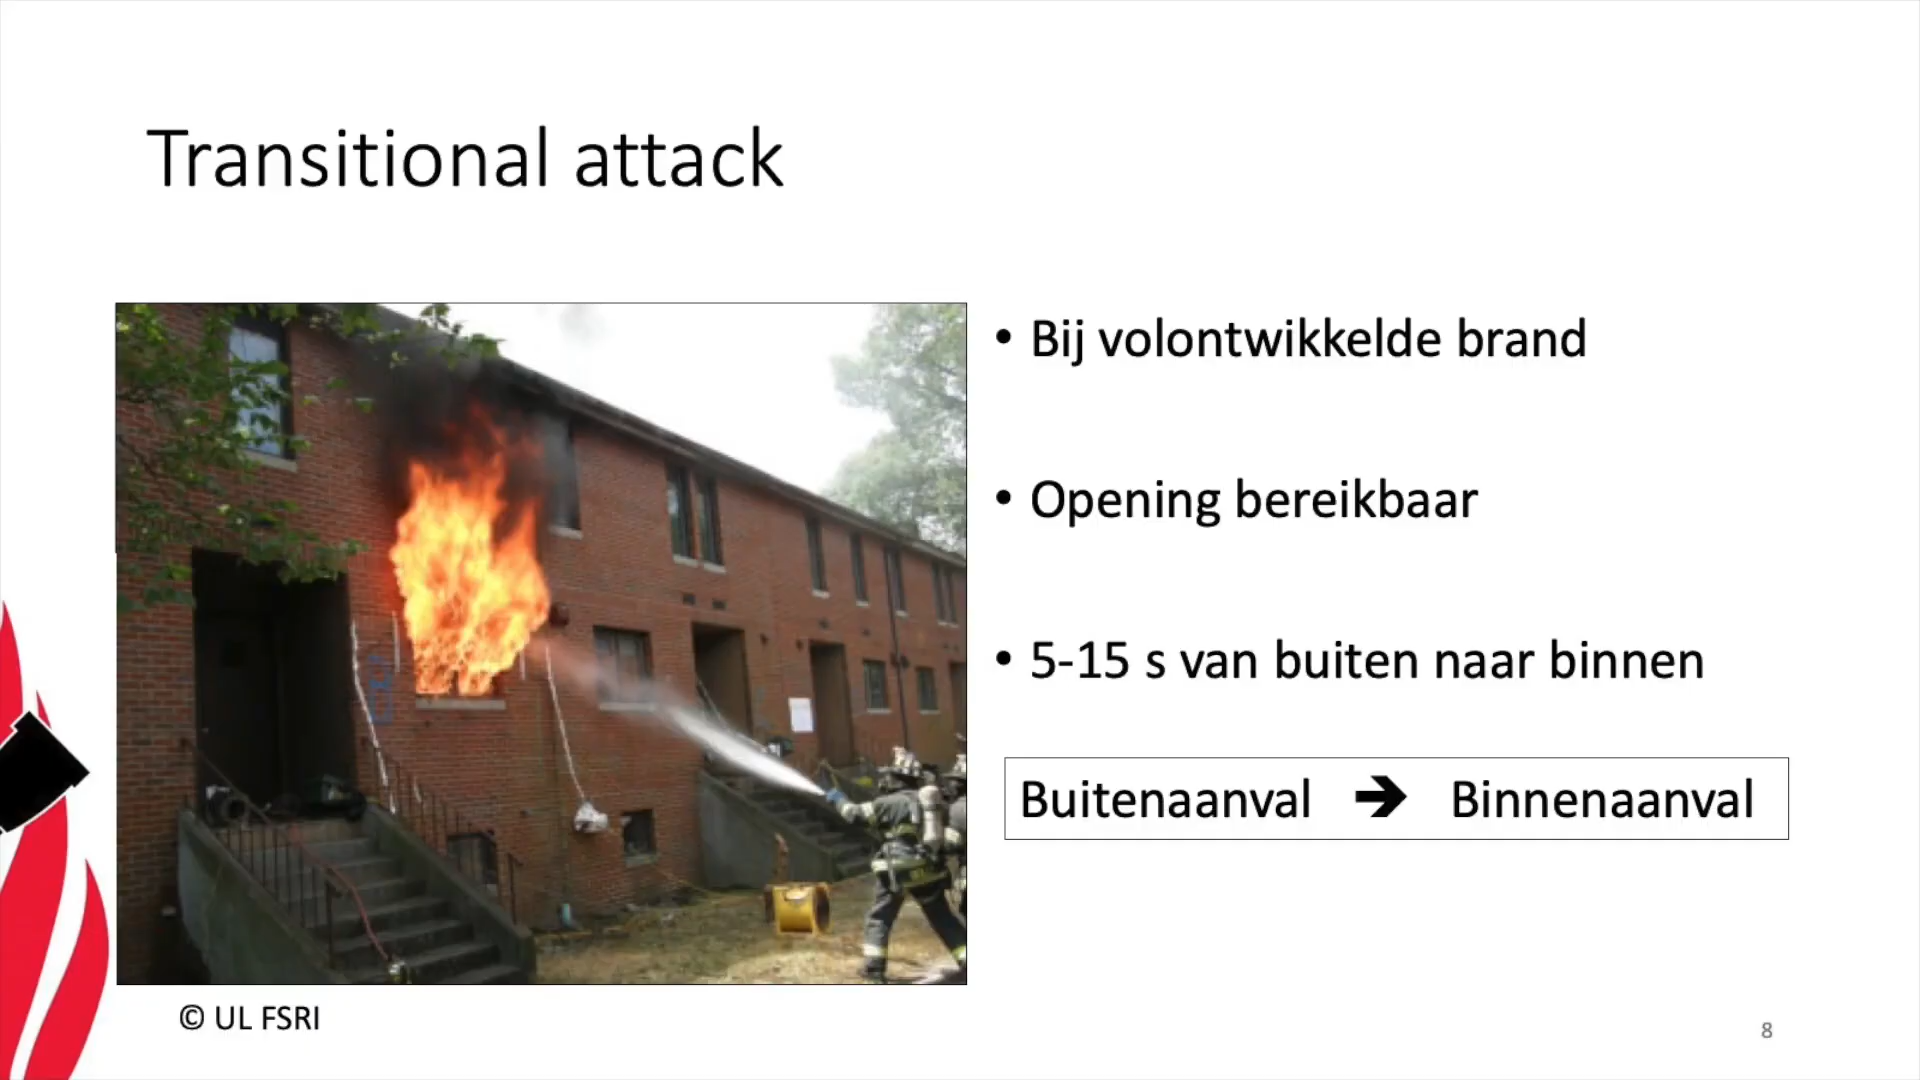 Transitional attack
• Bij volontwikkelde brand
• Opening bereikbaar
• 5-15 s van buiten naar binnen
Buitenaanval ➔ Binnenaanval
© UL FSRI
8